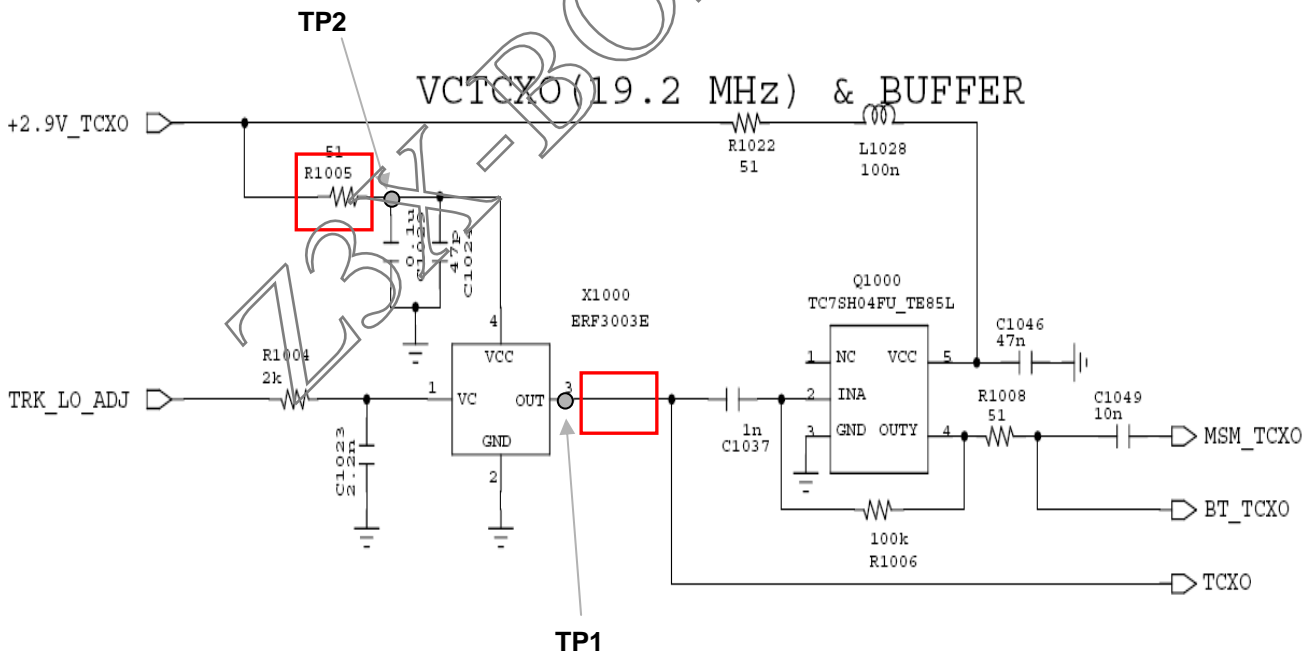 TP2
VCTCXO(19.2 MHz) & BUFFER
+2.9V_TCXO
R1022
51
L1028
100n
51
R1005
0.1u
47p
C1024
X1000
ERF3003E
Q1000
TC7SH04FU_TE85L
C1046
47n
R1004
2k
TRK_LO_ADJ
C1023
2.2n
1
VC
4
VCC
OUT
3
GND
2
1n
C1037
1
NC
VCC
5
2
INA
3
GND
OUTY
4
R1008
51
C1049
10n
MSM_TCXO
BT_TCXO
100k
R1006
TCXO
TP1